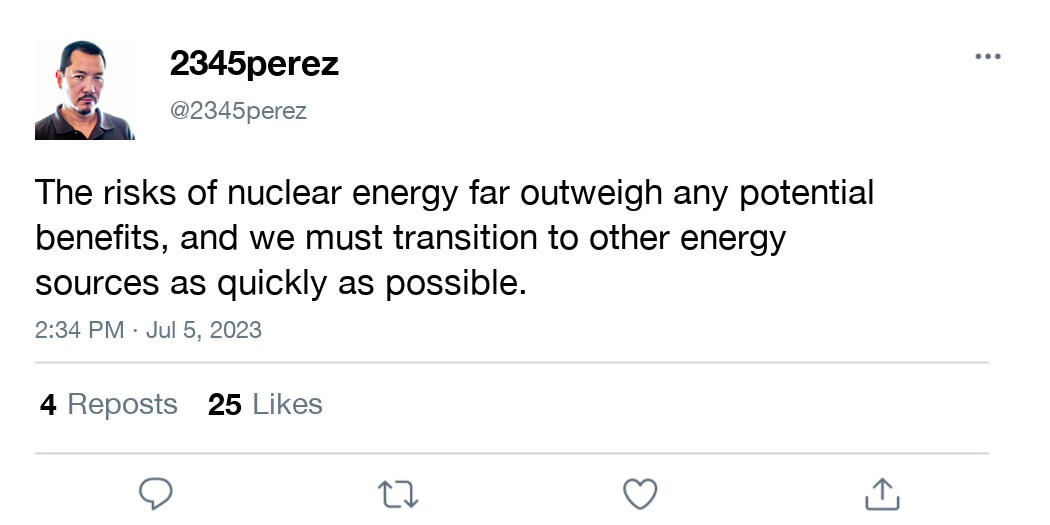 2345perez
@2345perez
The risks of nuclear energy far outweigh any potential
benefits, and we must transition to other energy
sources as quickly as possible.
2:34 PM · Jul 5, 2023
4 Reposts 25 Likes